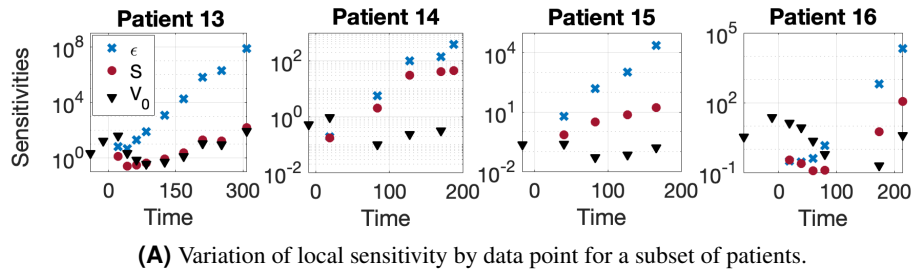 Patient 13 Patient 14 Patient 15 Patient 16
Sensitivities
10^8
10^4
10^0
ϵ
S
V_0
0 150 300
Time
10^2
10^0
10^-2
0 100 200
Time
10^4
10^1
10^-2
0 100 200
Time
10^5
10^2
10^-1
0 100 200
Time
(A) Variation of local sensitivity by data point for a subset of patients.